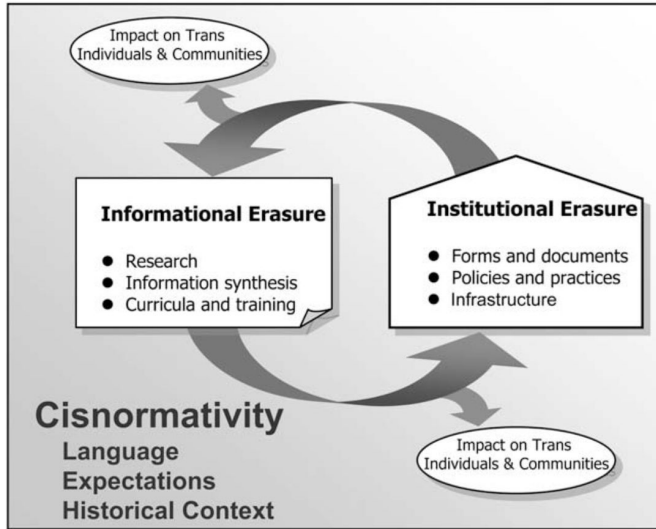 Impact on Trans
Individuals & Communities
Informational Erasure
● Research
● Information synthesis
● Curricula and training
Institutional Erasure
● Forms and documents
● Policies and practices
● Infrastructure
Cisnormativity
Language
Expectations
Historical Context
Impact on Trans
Individuals & Communities